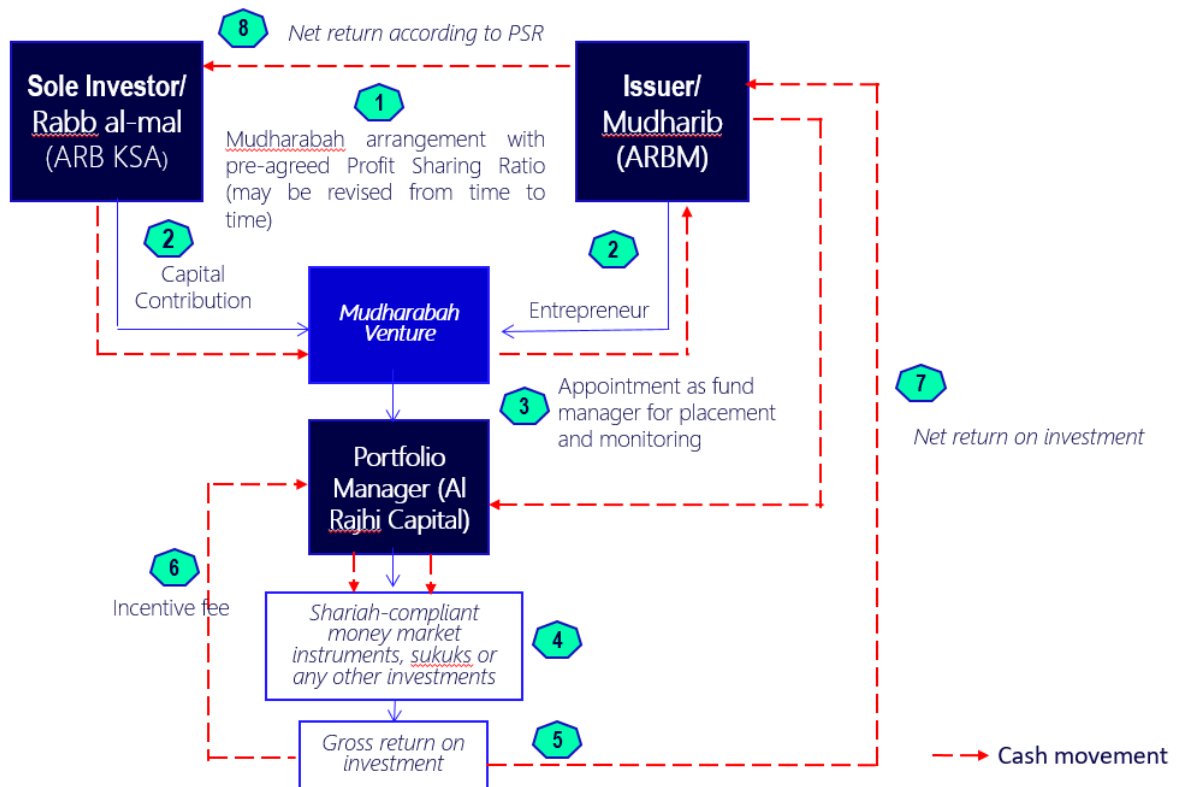 8
Net return according to PSR
Sole Investor/
Rabb al-mal
(ARB KSA)
1
Mudharabah arrangement with
pre-agreed Profit Sharing Ratio
(may be revised from time to
time)
Issuer/
Mudharib
(ARBM)
2
Capital
Contribution
2
Entrepreneur
Mudharabah
Venture
3
Appointment as fund
manager for placement
and monitoring
7
Net return on investment
Portfolio
Manager (Al
Rajhi Capital)
6
Incentive fee
Shariah-compliant
money market
instruments, sukuks or
any other investments
4
Gross return on
investment
5
Cash movement